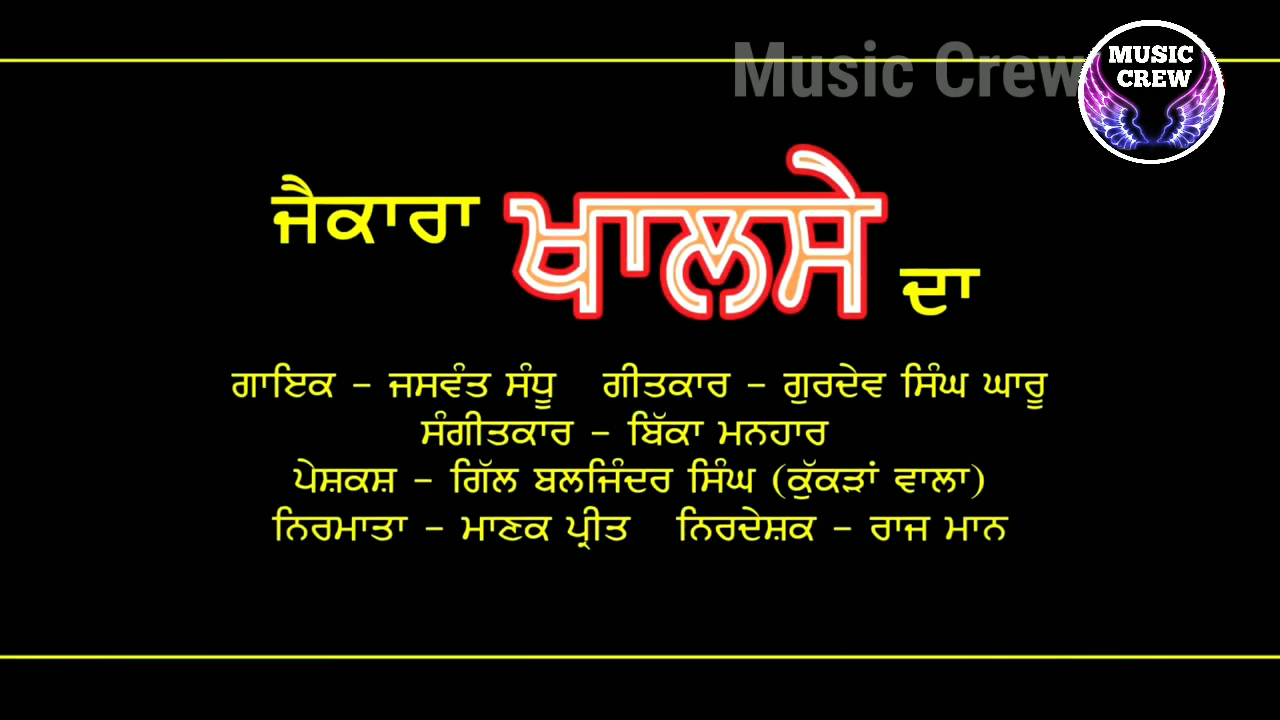 Music Crew
MUSIC
CREW
ਜੈਕਾਰਾ ਖਾਲਸੇ ਦਾ
ਗਾਇਕ - ਜਸਵੰਤ ਸੰਧੂ ਗੀਤਕਾਰ - ਗੁਰਦੇਵ ਸਿੰਘ ਘਾਰੂ
ਸੰਗੀਤਕਾਰ - ਬਿੱਕਾ ਮਨਹਾਰ
ਪੇਸ਼ਕਸ਼ - ਗਿੱਲ ਬਲਜਿੰਦਰ ਸਿੰਘ (ਕੁੱਕੜਾਂ ਵਾਲਾ)
ਨਿਰਮਾਤਾ - ਮਾਣਕ ਪ੍ਰੀਤ ਨਿਰਦੇਸ਼ਕ - ਰਾਜ ਮਾਨ